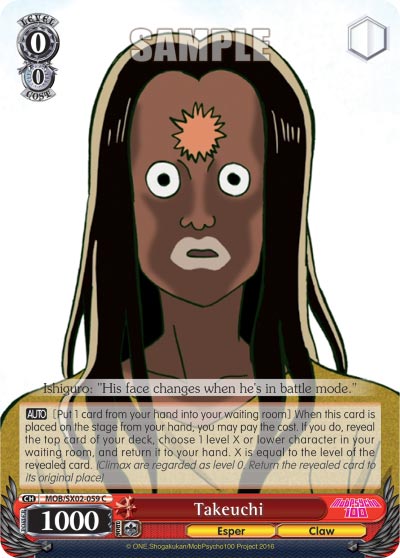 SAMPLE
LEVEL
0
0
COST
Ishiguro: "His face changes when he's in battle mode."
AUTO [Put 1 card from your hand into your waiting room] When this card is
placed on the stage from your hand, you may pay the cost. If you do, reveal
the top card of your deck, choose 1 level X or lower character in your
waiting room, and return it to your hand. X is equal to the level of the
revealed card. (Climax are regarded as level 0. Return the revealed card to
its original place)
CH MOB/SX02-059 C
POWER 1000
Takeuchi
MobPsycho 100
Esper Claw
© ONE,Shogakukan/MobPsycho100 Project 2016